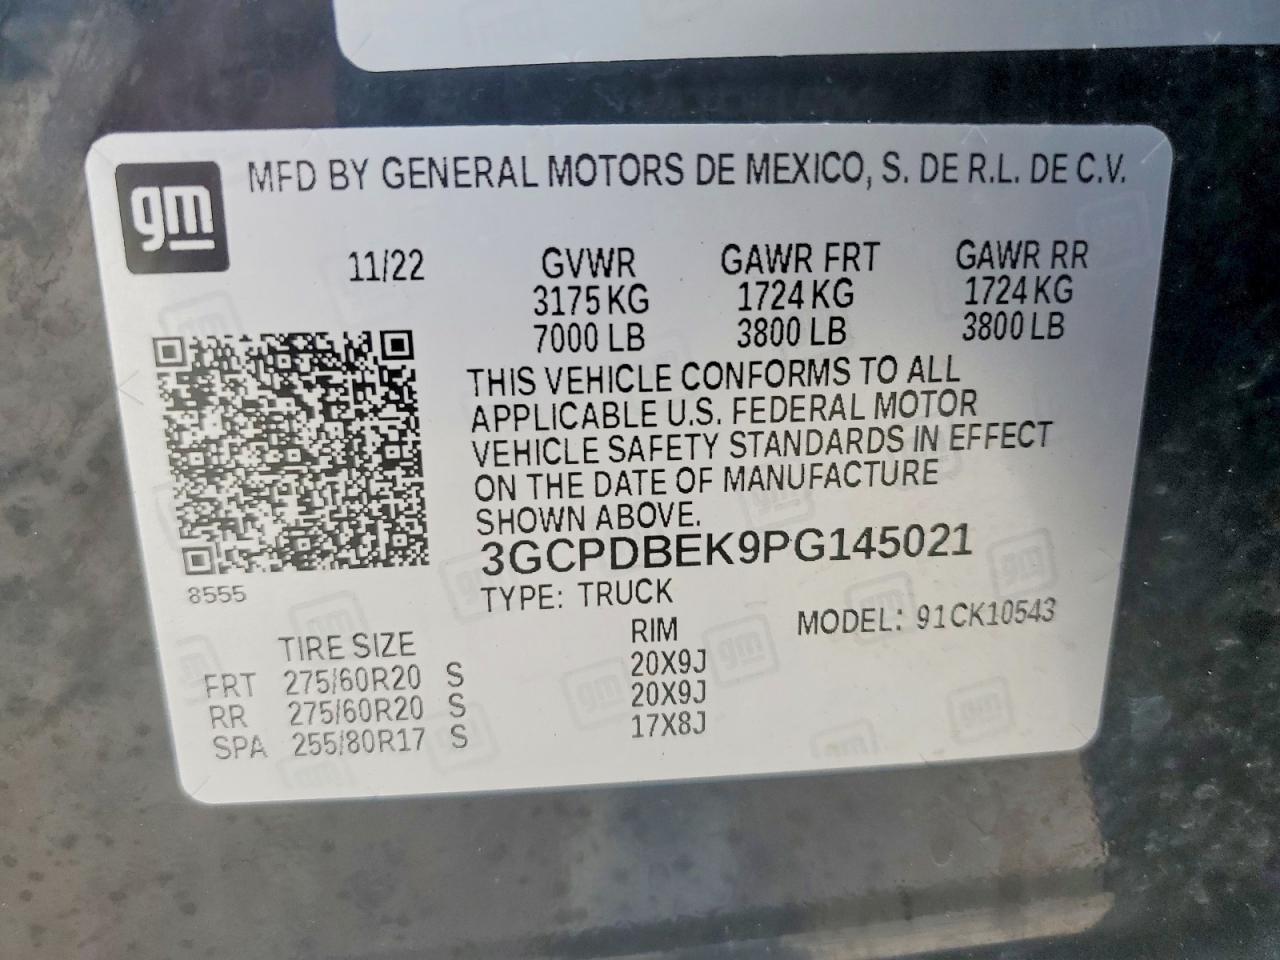 gm MFD BY GENERAL MOTORS DE MEXICO, S. DE R.L. DE C.V.
11/22 GVWR GAWR FRT GAWR RR
3175 KG 1724 KG 1724 KG
7000 LB 3800 LB 3800 LB
THIS VEHICLE CONFORMS TO ALL
APPLICABLE U.S. FEDERAL MOTOR
VEHICLE SAFETY STANDARDS IN EFFECT
ON THE DATE OF MANUFACTURE
SHOWN ABOVE.
3GCPDBEK9PG145021
8555 TYPE: TRUCK MODEL: 91CK10543
TIRE SIZE RIM
FRT 275/60R20 S 20X9J
RR 275/60R20 S 20X9J
SPA 255/80R17 S 17X8J